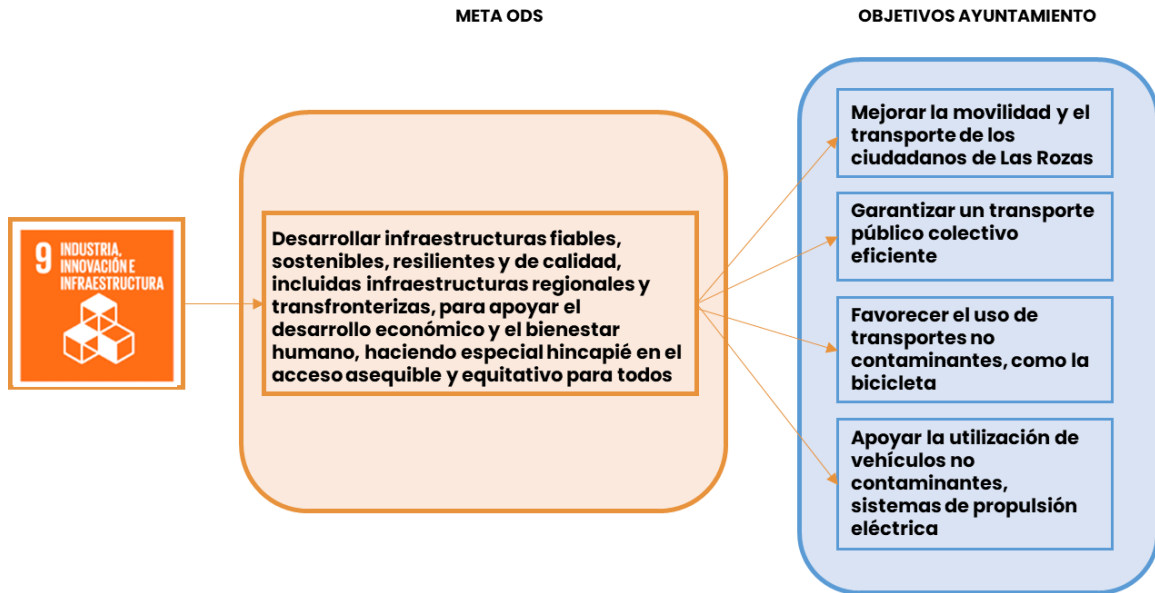 META ODS
OBJETIVOS AYUNTAMIENTO
9 INDUSTRIA,
INNOVACIÓN E
INFRAESTRUCTURA
Desarrollar infraestructuras fiables,
sostenibles, resilientes y de calidad,
incluidas infraestructuras regionales y
transfronterizas, para apoyar el
desarrollo económico y el bienestar
humano, haciendo especial hincapié en el
acceso asequible y equitativo para todos
Mejorar la movilidad y el
transporte de los
ciudadanos de Las Rozas
Garantizar un transporte
público colectivo
eficiente
Favorecer el uso de
transportes no
contaminantes, como la
bicicleta
Apoyar la utilización de
vehículos no
contaminantes,
sistemas de propulsión
eléctrica